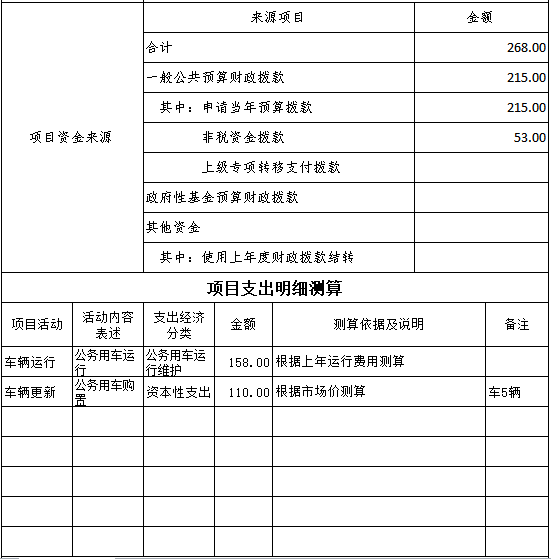 项目资金来源
来源项目 金额
合计 268.00
一般公共预算财政拨款 215.00
其中：申请当年预算拨款 215.00
非税资金拨款 53.00
上级专项转移支付拨款
政府性基金预算财政拨款
其他资金
其中：使用上年度财政拨款结转
项目支出明细测算
项目活动 活动内容 支出经济 金额 测算依据及说明 备注
表述 分类
车辆运行 公务用车运 公务用车运 158.00 根据上年运行费用测算
行 行维护
车辆更新 公务用车购 资本性支出 110.00 根据市场价测算 车5辆
置